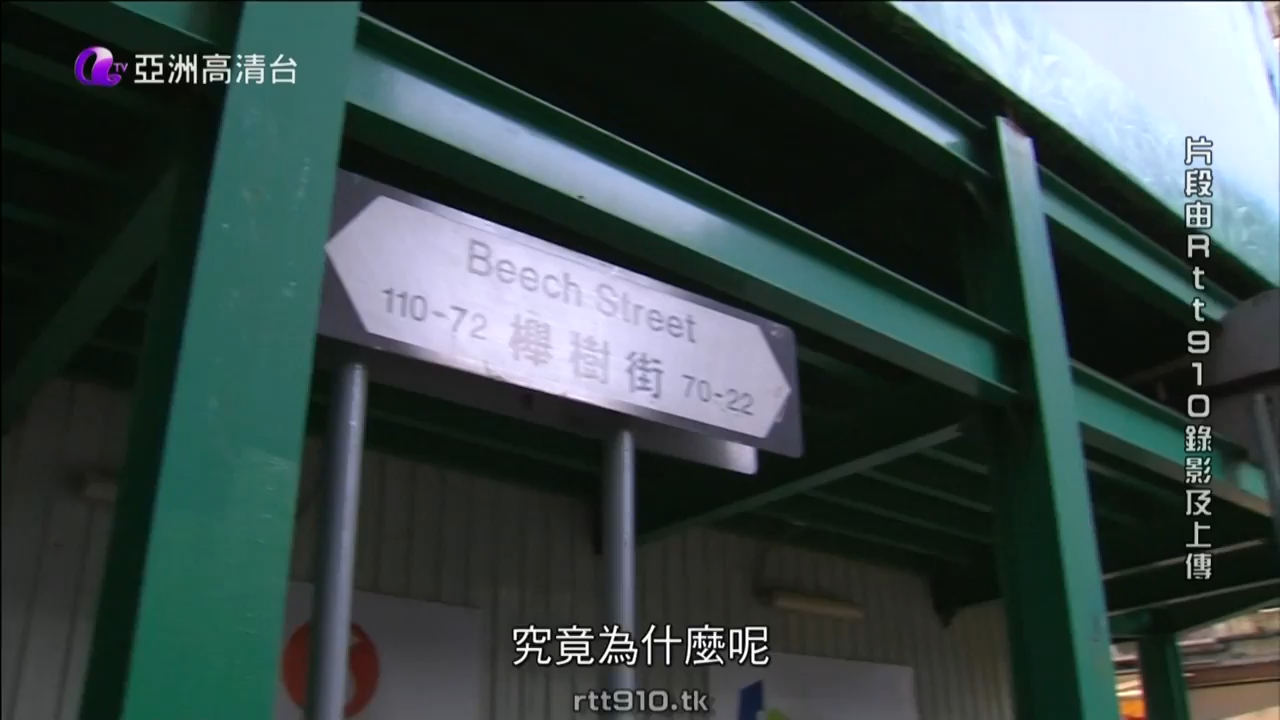 TV 亞洲高清台
Beech Street
110-72 櫸樹街 70-22
片段由Rtt910錄影及上傳
究竟為什麼呢
rtt910.tk